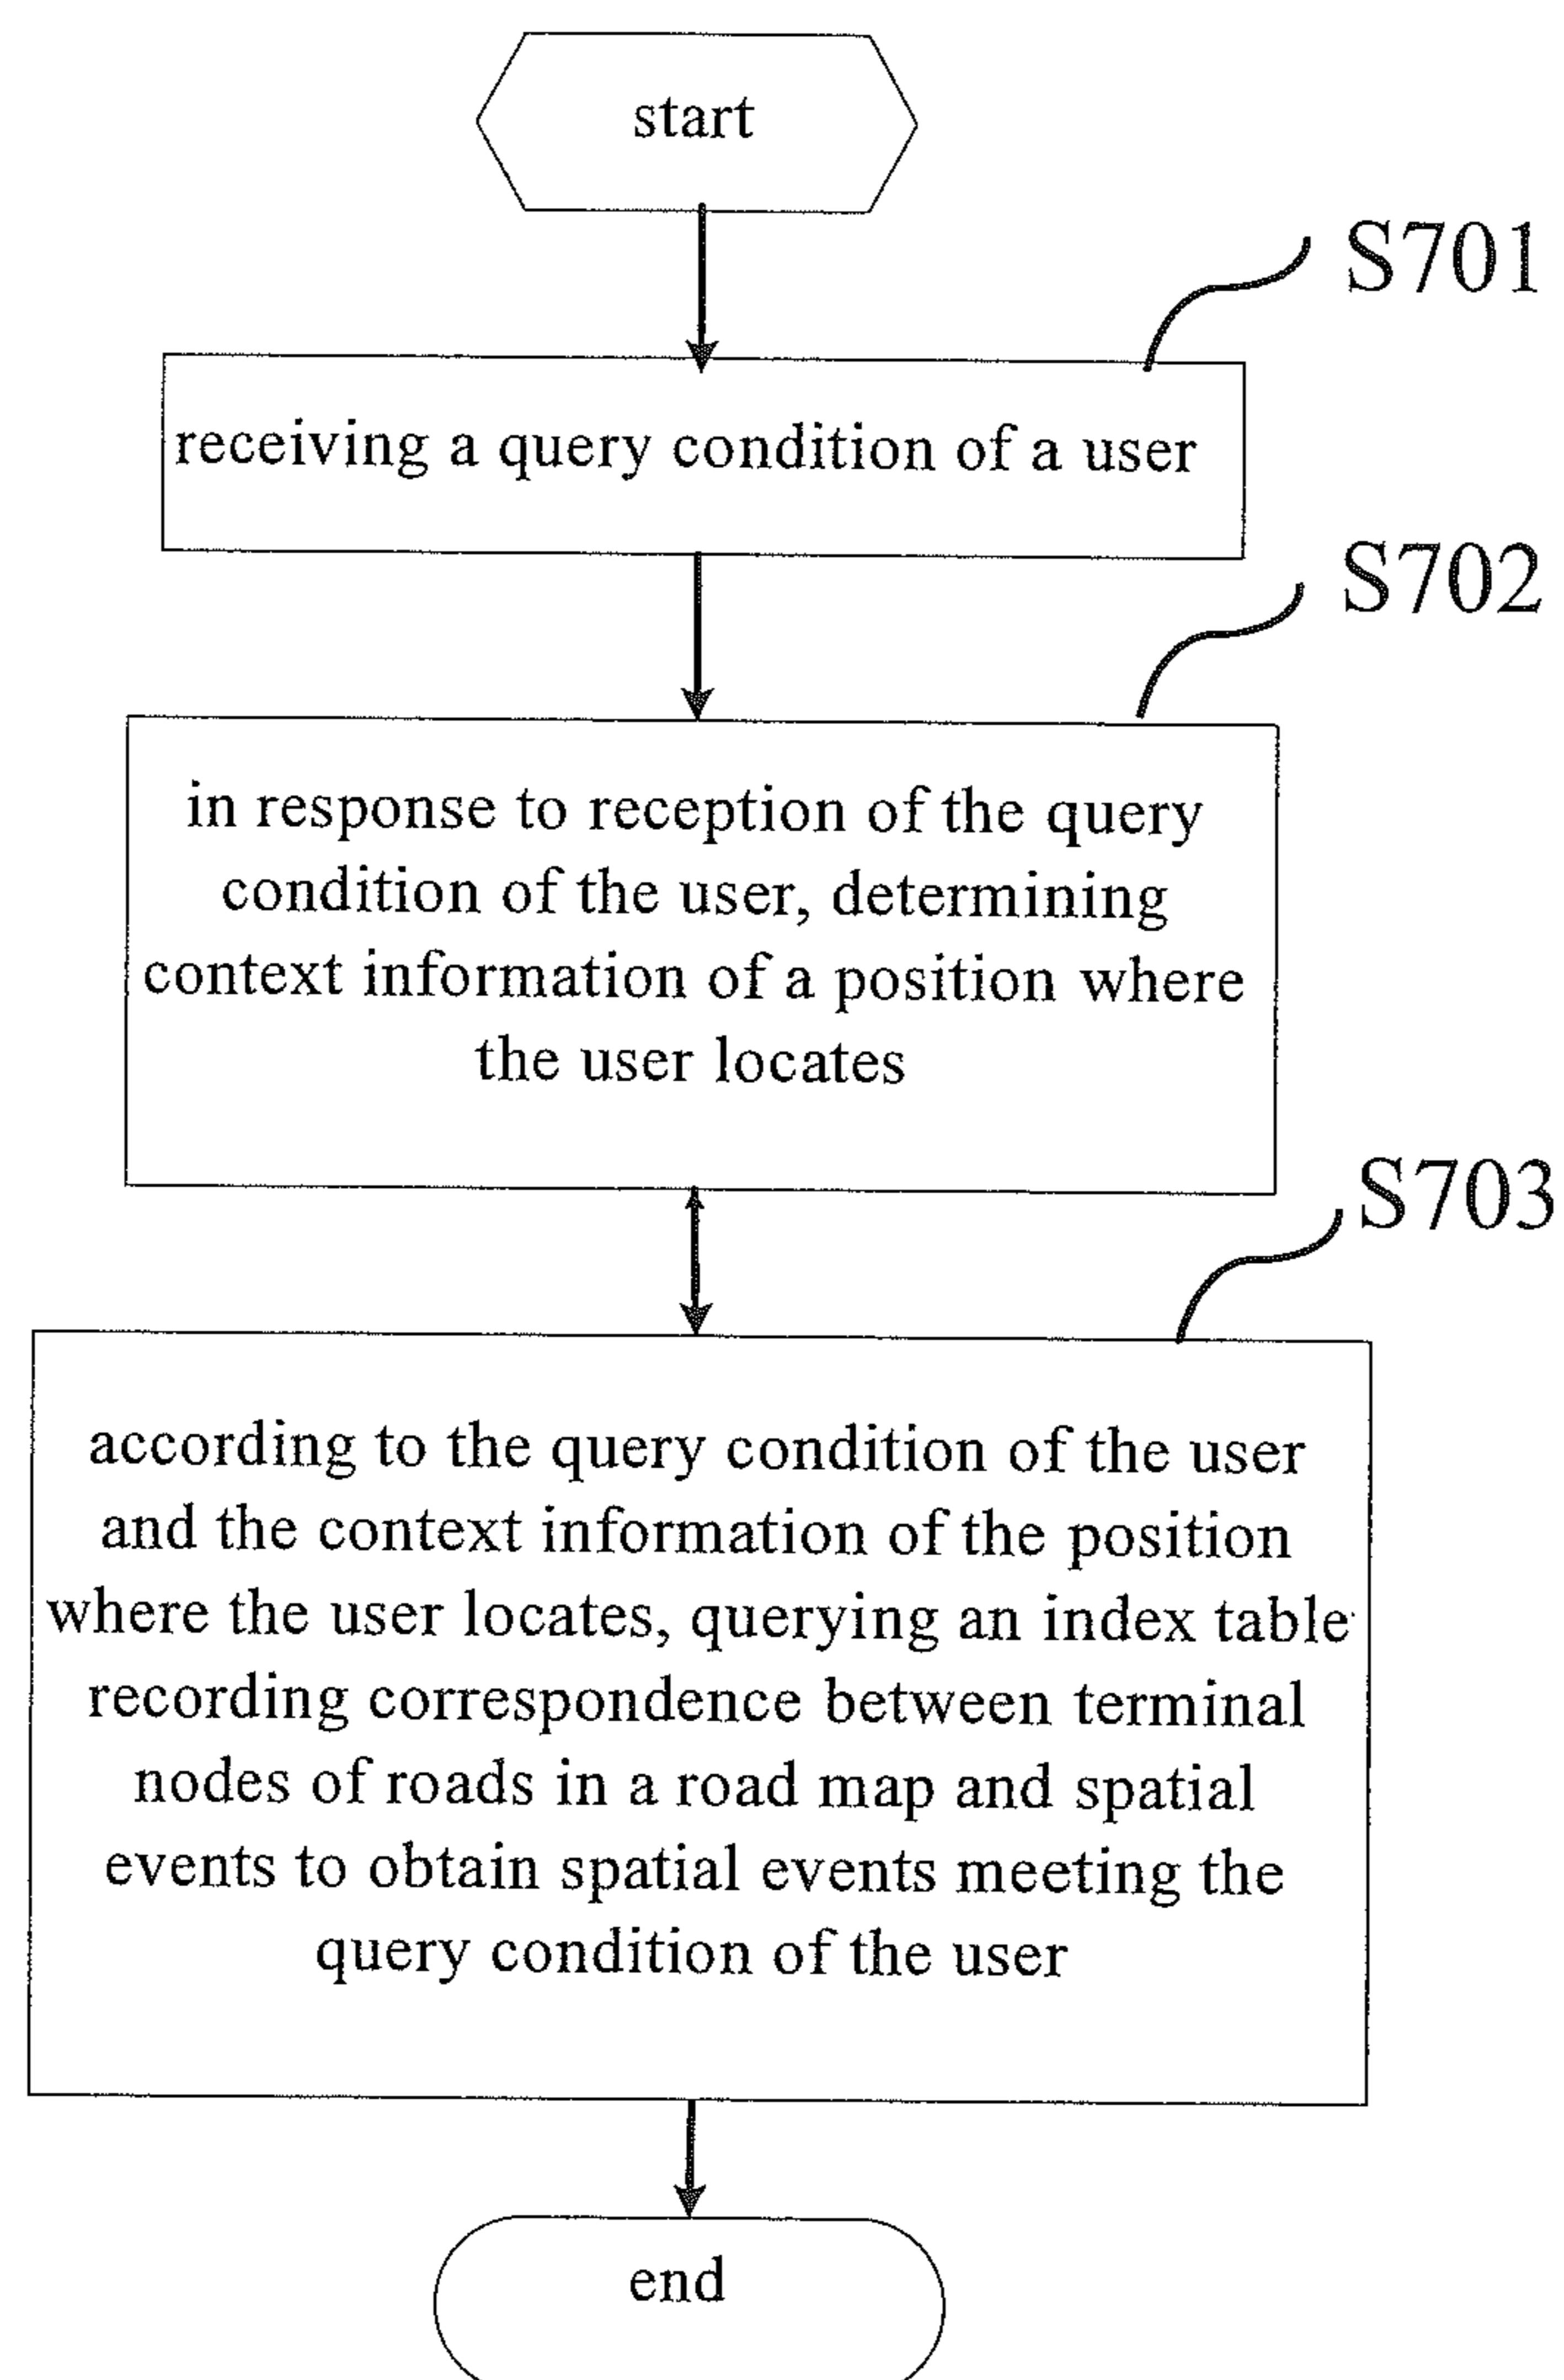 start
S701
receiving a query condition of a user
S702
in response to reception of the query
condition of the user, determining
context information of a position where
the user locates
S703
according to the query condition of the user
and the context information of the position
where the user locates, querying an index table
recording correspondence between terminal
nodes of roads in a road map and spatial
events to obtain spatial events meeting the
query condition of the user
end